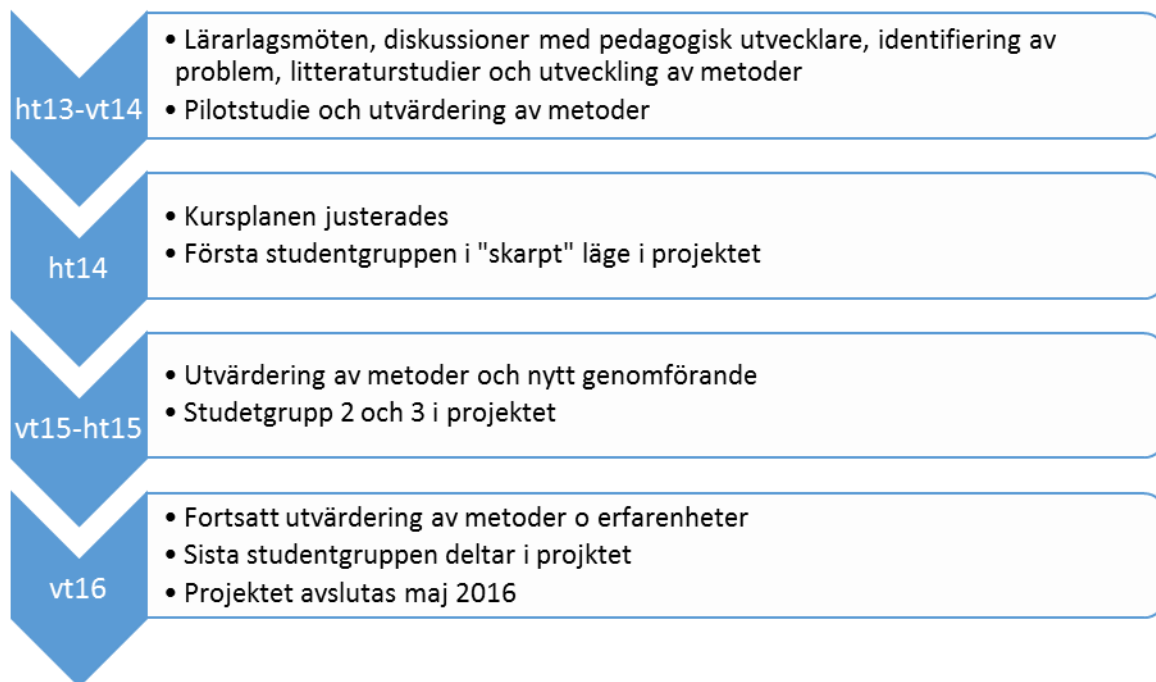 ht13-vt14
• Lärarlagsmöten, diskussioner med pedagogisk utvecklare, identifiering av
problem, litteraturstudier och utveckling av metoder
• Pilotstudie och utvärdering av metoder
ht14
• Kursplanen justerades
• Första studentgruppen i "skarpt" läge i projektet
vt15-ht15
• Utvärdering av metoder och nytt genomförande
• Studetgrupp 2 och 3 i projektet
vt16
• Fortsatt utvärdering av metoder o erfarenheter
• Sista studentgruppen deltar i projktet
• Projektet avslutas maj 2016